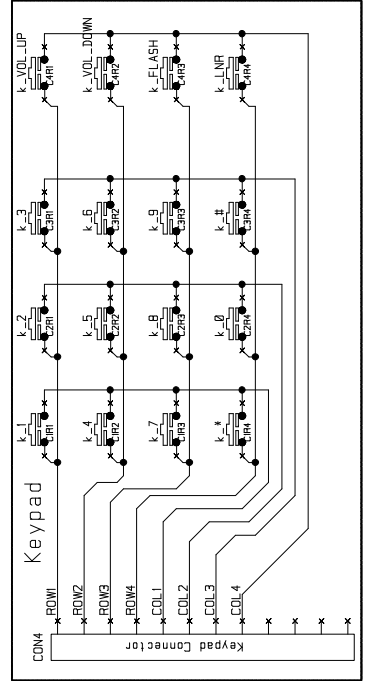 k_VOL_UP
C4R1
k_VOL_DOWN
C4R2
k_FLASH
C4R3
k_LNR
C4R4
k_3
C3R1
k_6
C3R2
k_9
C3R3
k_#
C3R4
k_2
C2R1
k_5
C2R2
k_8
C2R3
k_0
C2R4
k_1
C1R1
k_4
C1R2
k_7
C1R3
k_*
C1R4
Keypad
ROW1
ROW2
ROW3
ROW4
COL1
COL2
COL3
COL4
CON4
Keypad Connector